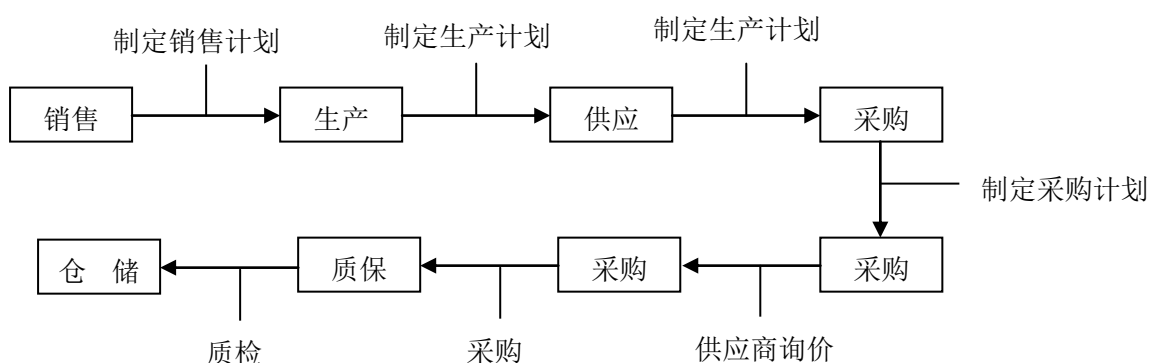 制定销售计划
制定生产计划
制定生产计划
销售
生产
供应
采购
制定采购计划
仓 储
质保
采购
采购
质检
采购
供应商询价